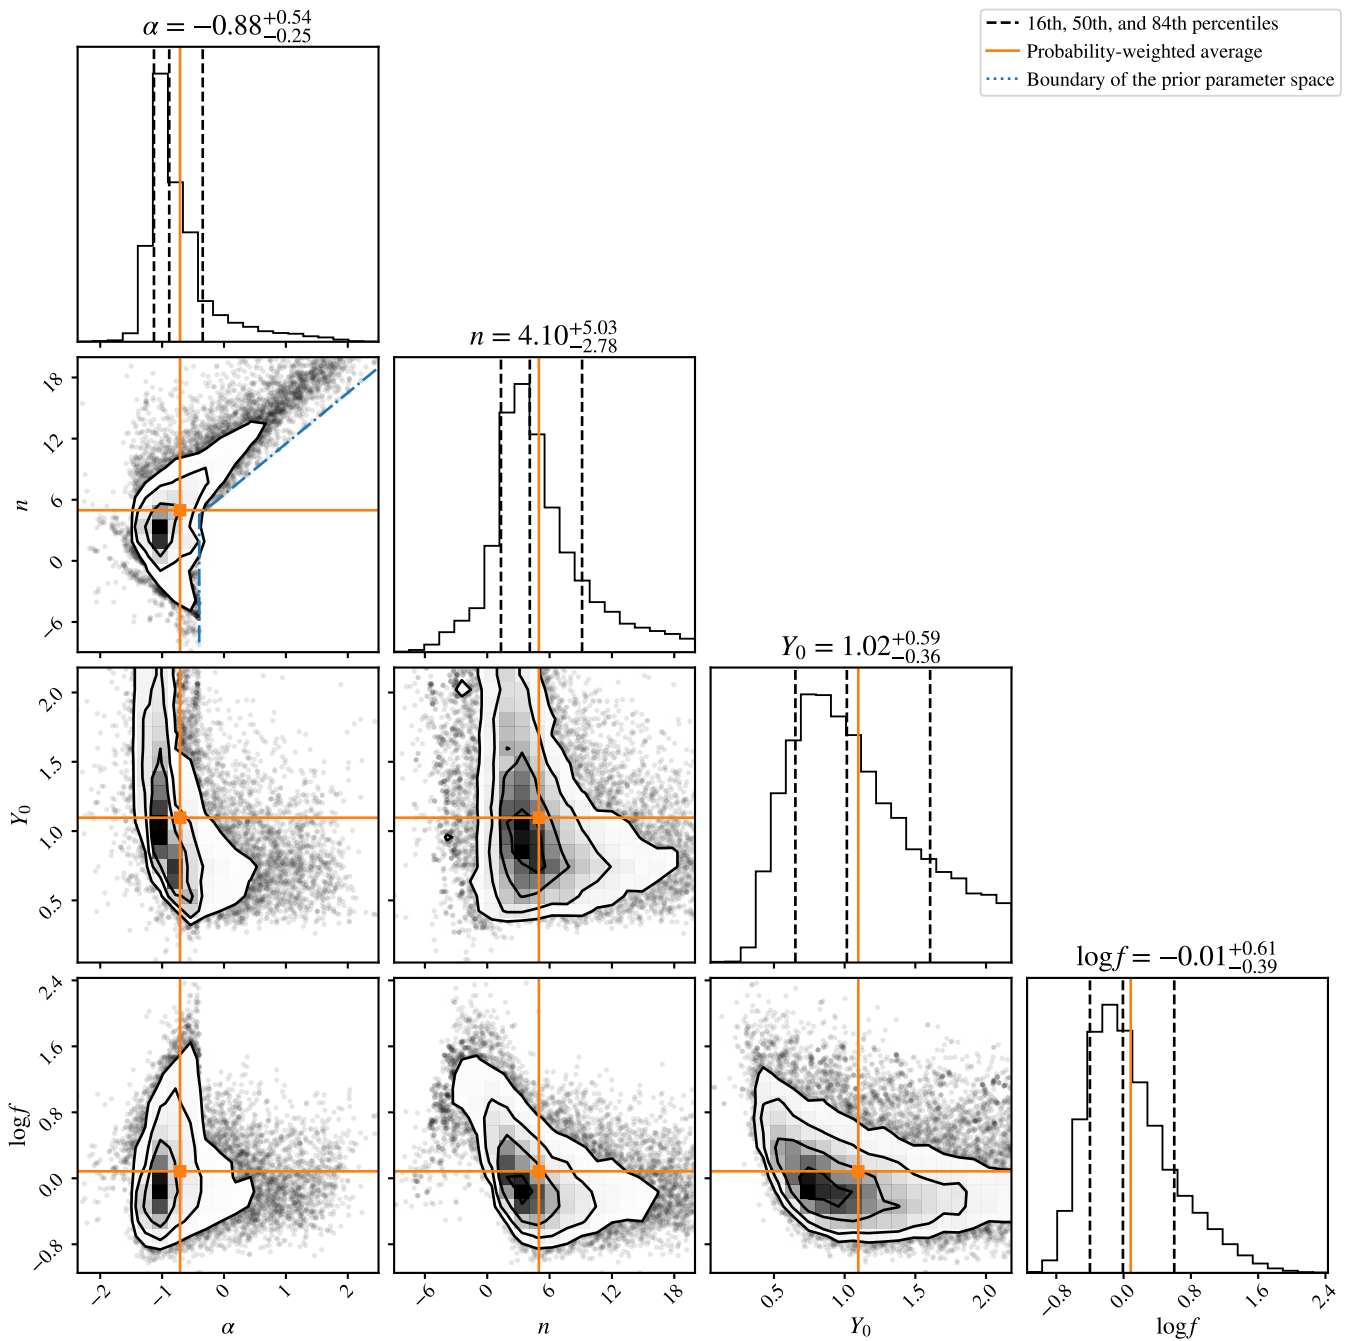 α = −0.88+0.54−0.25
16th, 50th, and 84th percentiles
Probability-weighted average
Boundary of the prior parameter space
n = 4.10+5.03−2.78
18
12
6
0
−6
n
Y0 = 1.02+0.59−0.36
2.0
1.5
1.0
0.5
Y0
logf = −0.01+0.61−0.39
2.4
1.6
0.8
0.0
−0.8
logf
−2 −1 0 1 2
−6 0 6 12 18
0.5 1.0 1.5 2.0
−0.8 0.0 0.8 1.6 2.4
α
n
Y0
logf